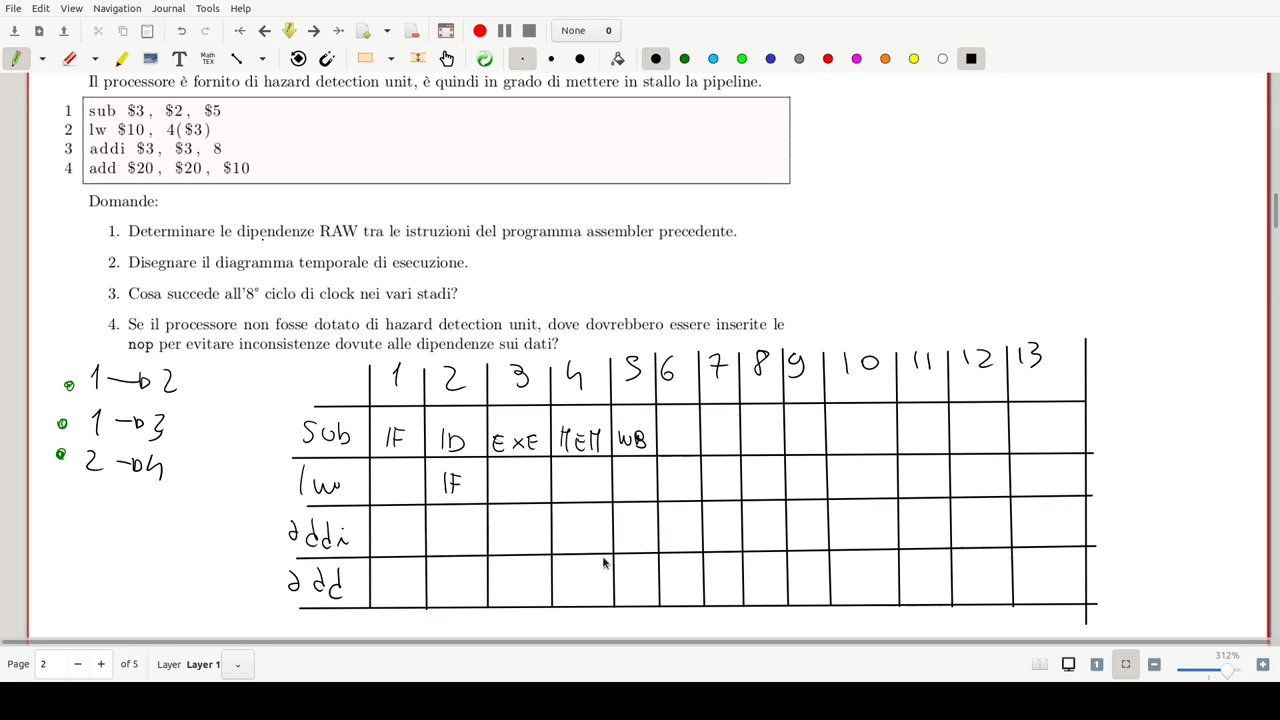 File Edit View Navigation Journal Tools Help
None 0
Math TEX
Il processore è fornito di hazard detection unit, è quindi in grado di mettere in stallo la pipeline.
1 sub $3, $2, $5
2 lw $10, 4($3)
3 addi $3, $3, 8
4 add $20, $20, $10
Domande:
1. Determinare le dipendenze RAW tra le istruzioni del programma assembler precedente.
2. Disegnare il diagramma temporale di esecuzione.
3. Cosa succede all'8° ciclo di clock nei vari stadi?
4. Se il processore non fosse dotato di hazard detection unit, dove dovrebbero essere inserite le
nop per evitare inconsistenze dovute alle dipendenze sui dati?
1 → 2
1 → 3
2 → 4
1 2 3 4 5 6 7 8 9 10 11 12 13
Sub IF ID EXE MEM WB
lw IF
addi
add
Page 2 of 5 Layer Layer 1 1 312%